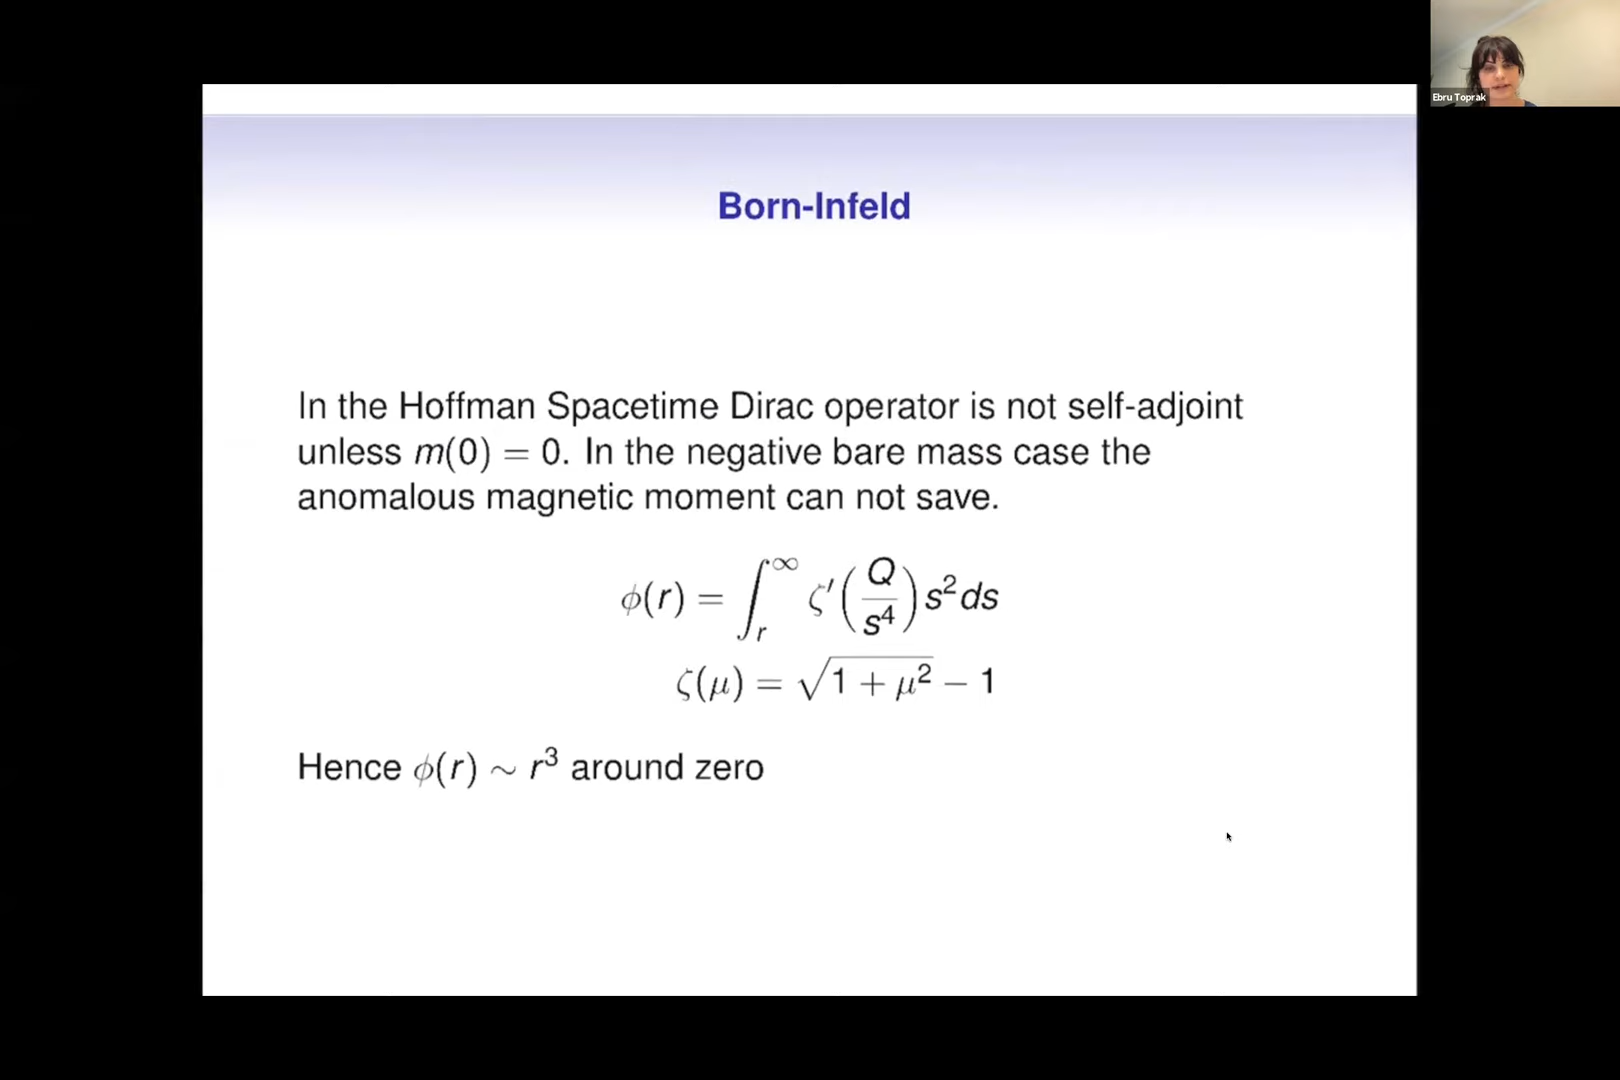 Ebru Toprak
Born-Infeld
In the Hoffman Spacetime Dirac operator is not self-adjoint
unless m(0) = 0. In the negative bare mass case the
anomalous magnetic moment can not save.
ϕ(r) = ∫_r^∞ ζ′(Q/s⁴) s² ds
ζ(μ) = √(1 + μ²) − 1
Hence ϕ(r) ∼ r³ around zero